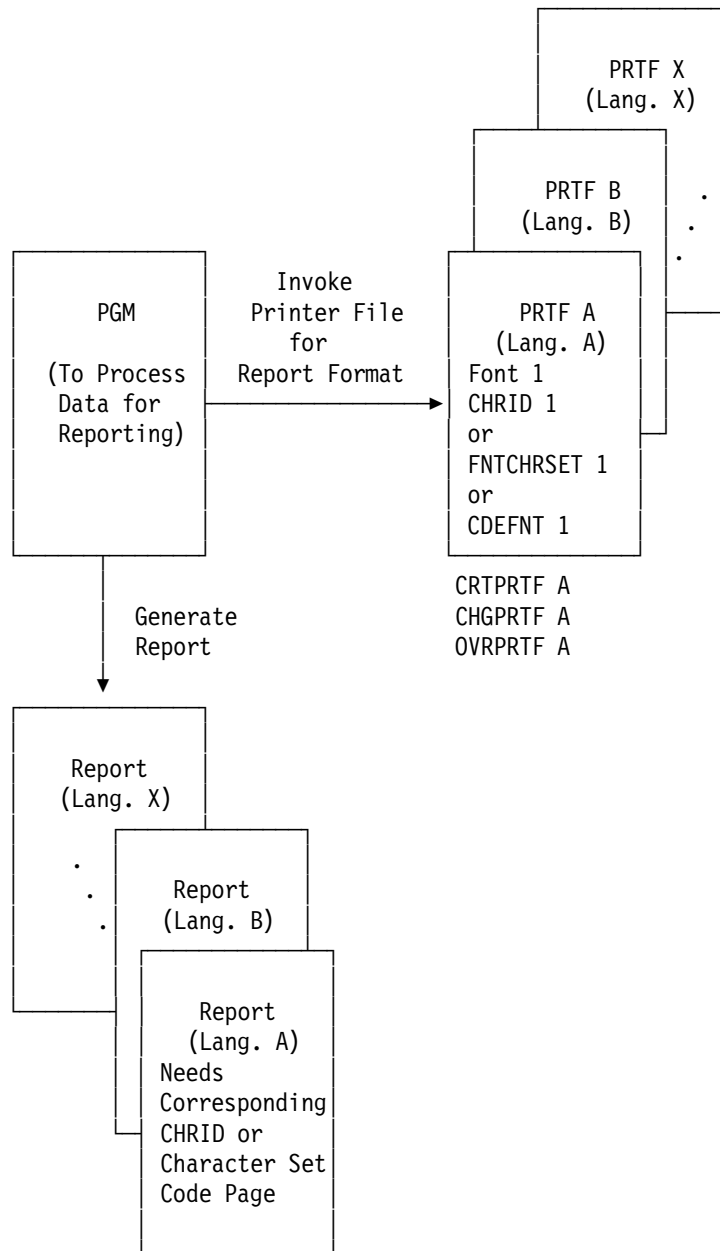 PRTF X
(Lang. X)
.
.
.
PRTF B
(Lang. B)
PRTF A
(Lang. A)
Font 1
CHRID 1
or
FNTCHRSET 1
or
CDEFNT 1
CRTPRTF A
CHGPRTF A
OVRPRTF A
Invoke
Printer File
for
Report Format
PGM
(To Process
Data for
Reporting)
Generate
Report
Report
(Lang. X)
.
.
.
Report
(Lang. B)
Report
(Lang. A)
Needs
Corresponding
CHRID or
Character Set
Code Page